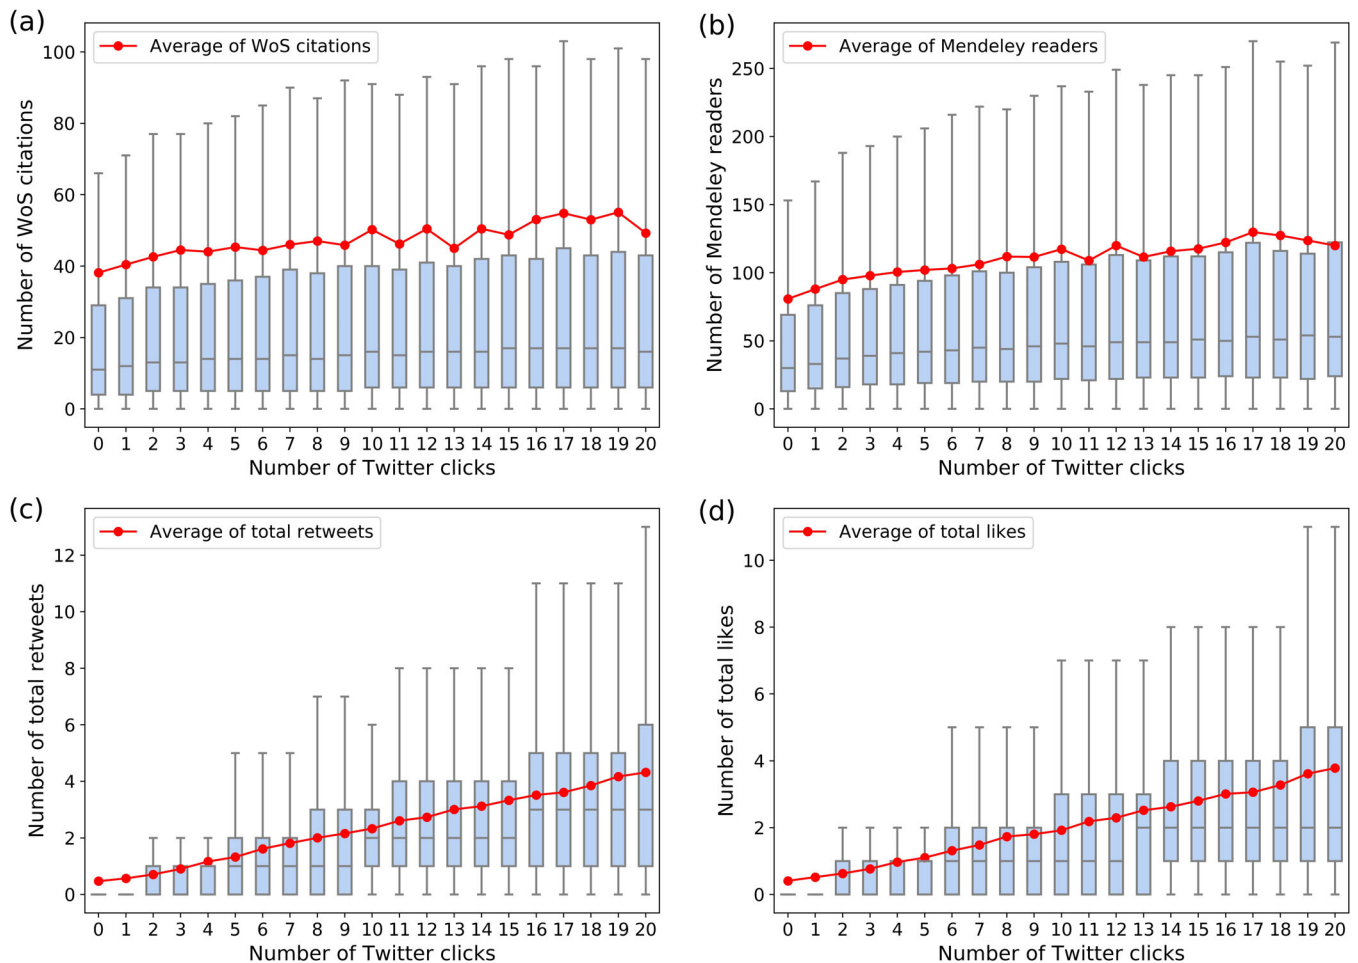 (a)
Average of WoS citations
Number of WoS citations
100
80
60
40
20
0
0 1 2 3 4 5 6 7 8 9 10 11 12 13 14 15 16 17 18 19 20
Number of Twitter clicks
(b)
Average of Mendeley readers
Number of Mendeley readers
250
200
150
100
50
0
0 1 2 3 4 5 6 7 8 9 10 11 12 13 14 15 16 17 18 19 20
Number of Twitter clicks
(c)
Average of total retweets
Number of total retweets
12
10
8
6
4
2
0
0 1 2 3 4 5 6 7 8 9 10 11 12 13 14 15 16 17 18 19 20
Number of Twitter clicks
(d)
Average of total likes
Number of total likes
10
8
6
4
2
0
0 1 2 3 4 5 6 7 8 9 10 11 12 13 14 15 16 17 18 19 20
Number of Twitter clicks